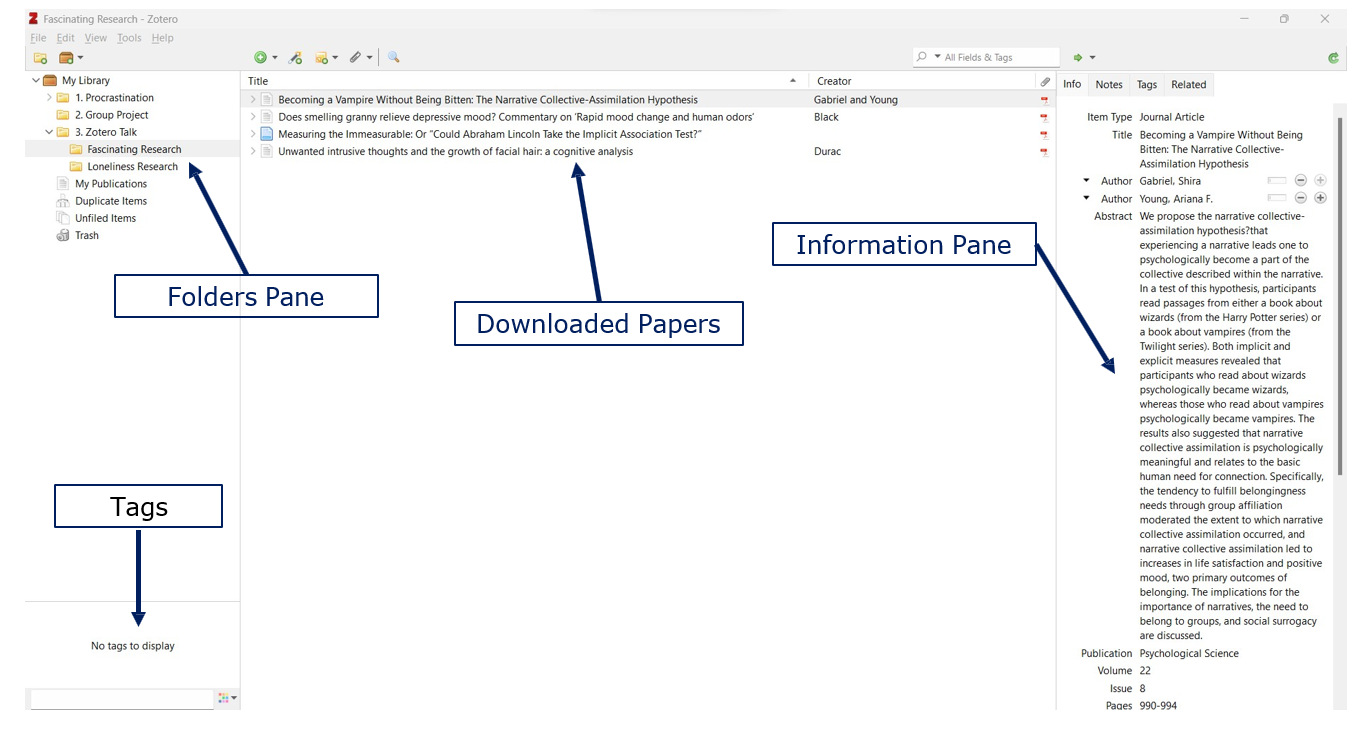 Fascinating Research - Zotero
File Edit View Tools Help
All Fields & Tags
My Library
1. Procrastination
2. Group Project
3. Zotero Talk
Fascinating Research
Loneliness Research
My Publications
Duplicate Items
Unfiled Items
Trash
Folders Pane
Tags
No tags to display
Title Creator
Becoming a Vampire Without Being Bitten: The Narrative Collective-Assimilation Hypothesis Gabriel and Young
Does smelling granny relieve depressive mood? Commentary on 'Rapid mood change and human odors' Black
Measuring the Immeasurable: Or "Could Abraham Lincoln Take the Implicit Association Test?"
Unwanted intrusive thoughts and the growth of facial hair: a cognitive analysis Durac
Downloaded Papers
Information Pane
Info Notes Tags Related
Item Type Journal Article
Title Becoming a Vampire Without Being
Bitten: The Narrative Collective-
Assimilation Hypothesis
Author Gabriel, Shira
Author Young, Ariana F.
Abstract We propose the narrative collective-
assimilation hypothesis?that
experiencing a narrative leads one to
psychologically become a part of the
collective described within the narrative.
In a test of this hypothesis, participants
read passages from either a book about
wizards (from the Harry Potter series) or
a book about vampires (from the
Twilight series). Both implicit and
explicit measures revealed that
participants who read about wizards
psychologically became wizards,
whereas those who read about vampires
psychologically became vampires. The
results also suggested that narrative
collective assimilation is psychologically
meaningful and relates to the basic
human need for connection. Specifically,
the tendency to fulfill belongingness
needs through group affiliation
moderated the extent to which narrative
collective assimilation occurred, and
narrative collective assimilation led to
increases in life satisfaction and positive
mood, two primary outcomes of
belonging. The implications for the
importance of narratives, the need to
belong to groups, and social surrogacy
are discussed.
Publication Psychological Science
Volume 22
Issue 8
Pages 990-994